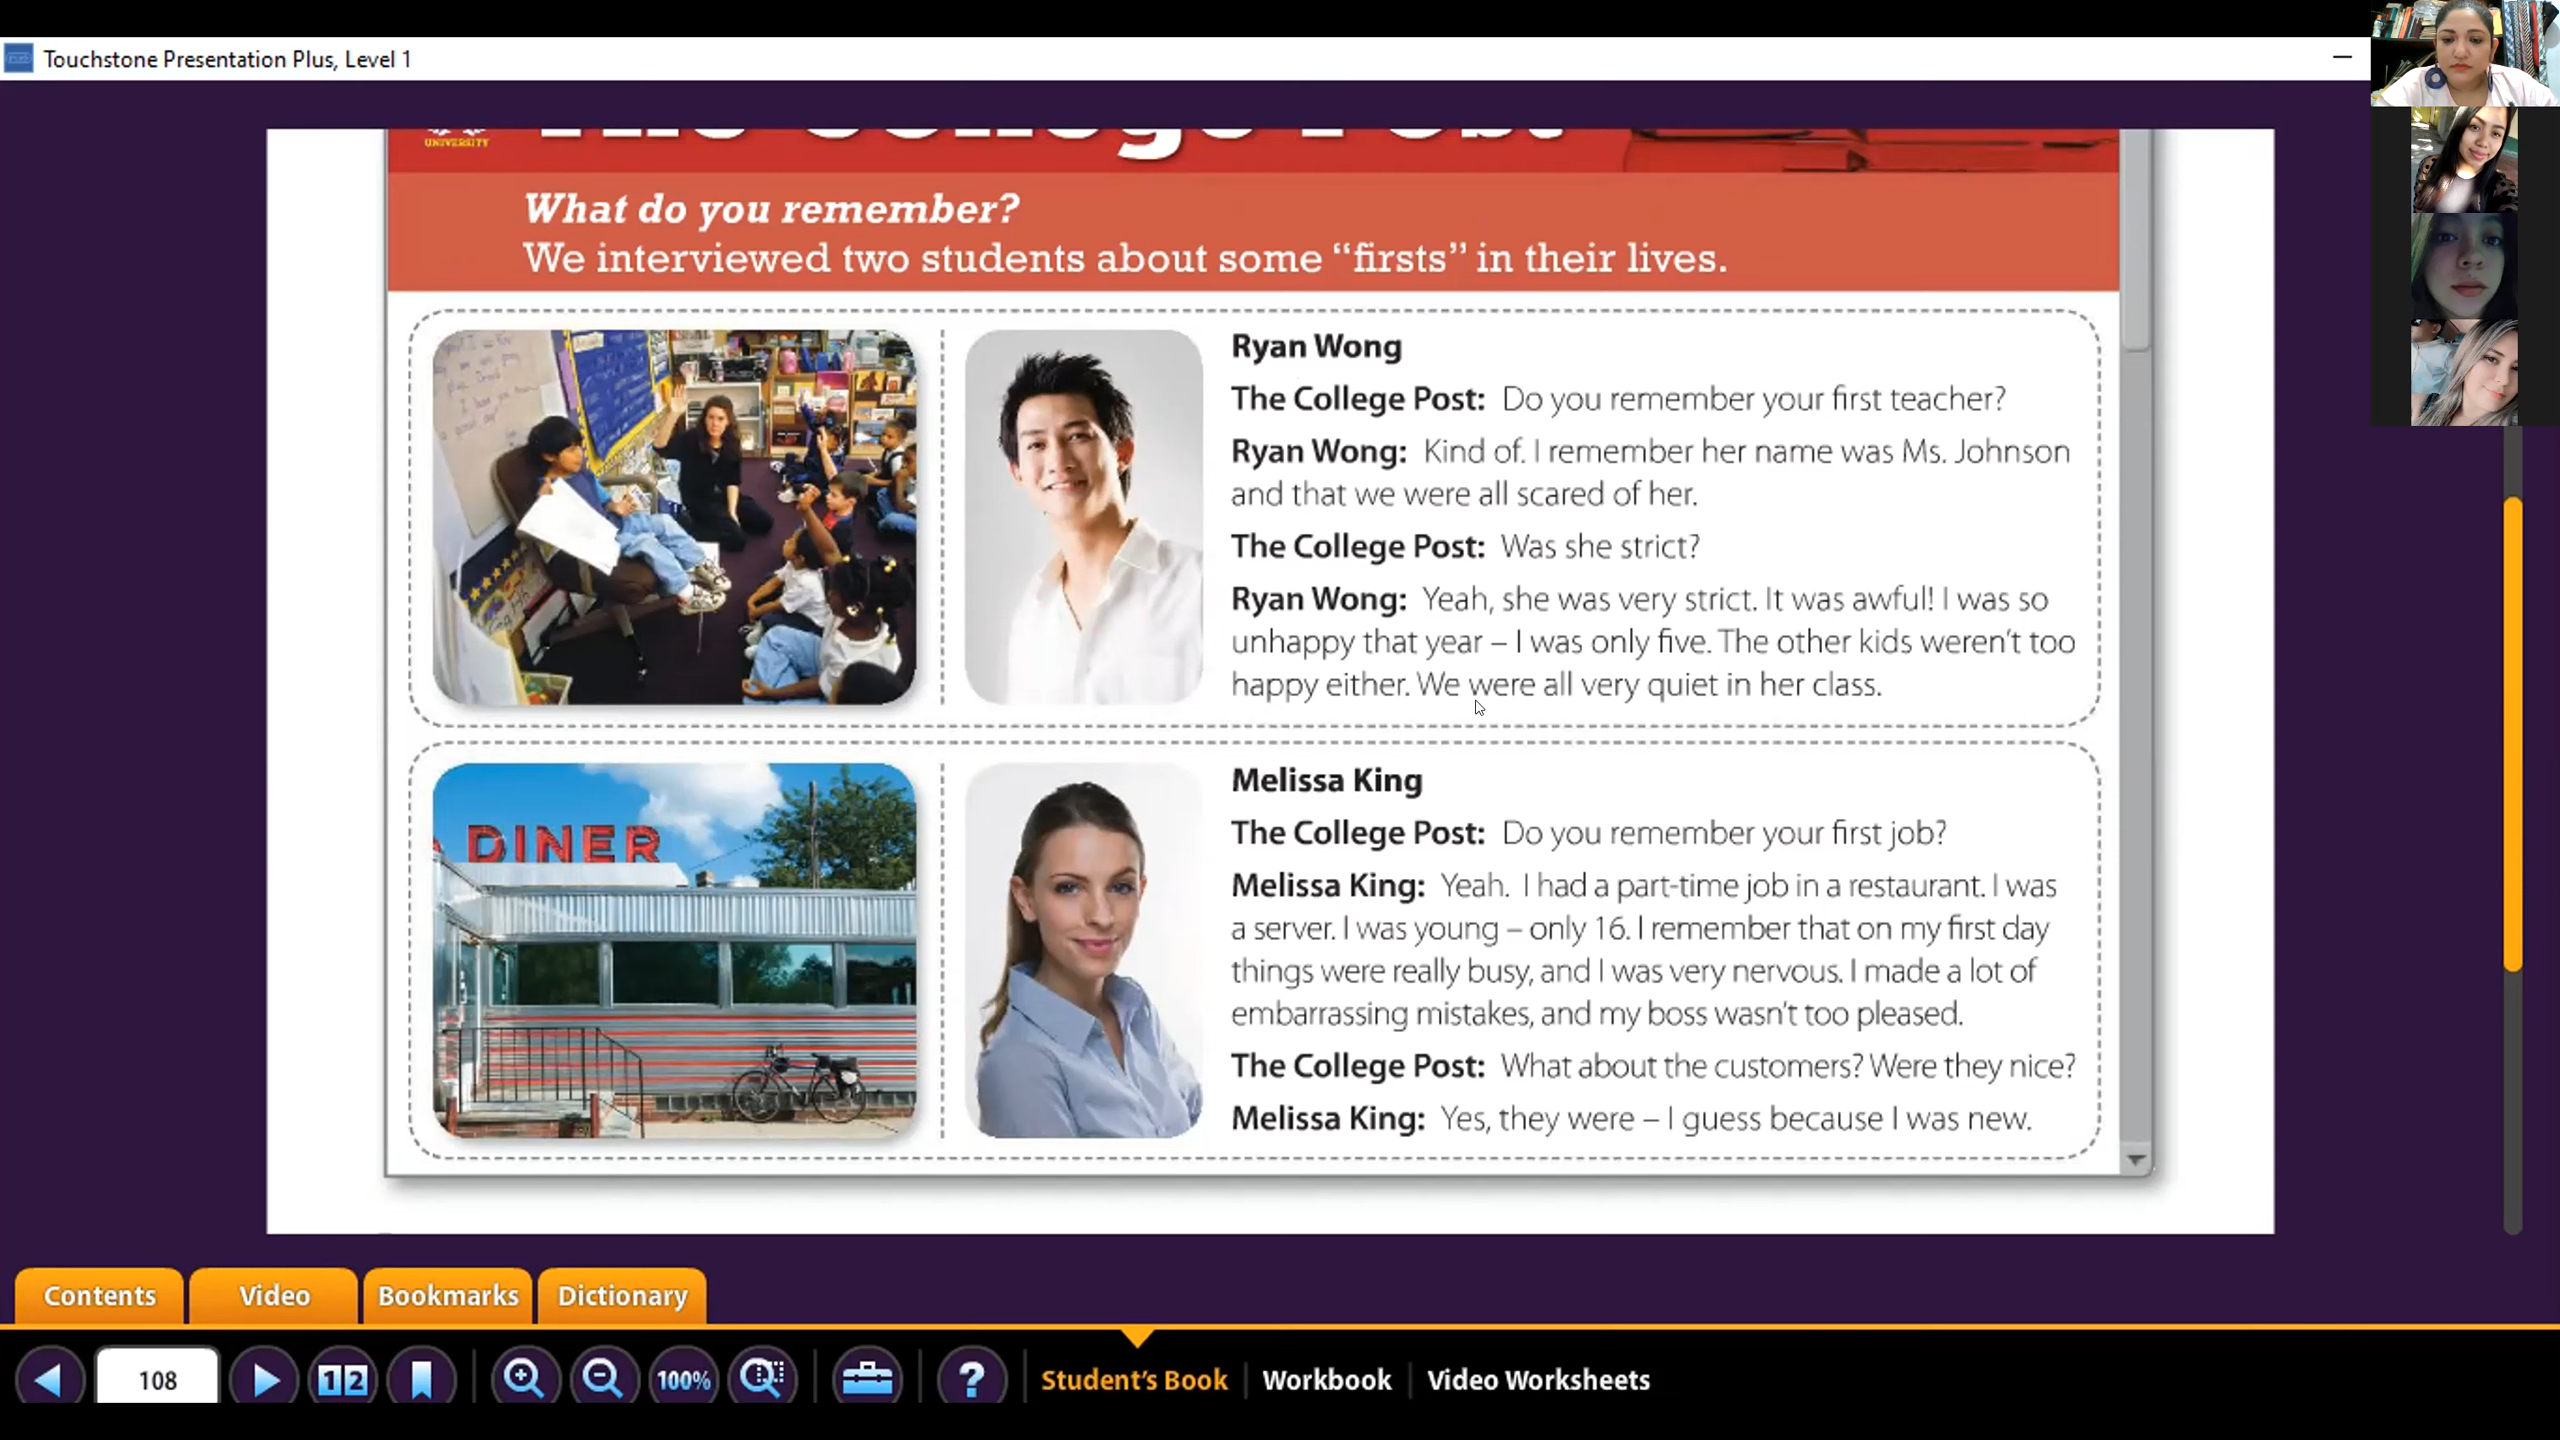 Touchstone Presentation Plus, Level 1
UNIVERSITY
The College Post
What do you remember?
We interviewed two students about some “firsts” in their lives.
Ryan Wong
The College Post: Do you remember your first teacher?
Ryan Wong: Kind of. I remember her name was Ms. Johnson
and that we were all scared of her.
The College Post: Was she strict?
Ryan Wong: Yeah, she was very strict. It was awful! I was so
unhappy that year – I was only five. The other kids weren't too
happy either. We were all very quiet in her class.
DINER
Melissa King
The College Post: Do you remember your first job?
Melissa King: Yeah. I had a part-time job in a restaurant. I was
a server. I was young – only 16. I remember that on my first day
things were really busy, and I was very nervous. I made a lot of
embarrassing mistakes, and my boss wasn't too pleased.
The College Post: What about the customers? Were they nice?
Melissa King: Yes, they were – I guess because I was new.
Contents
Video
Bookmarks
Dictionary
108
12
100%
?
Student's Book
Workbook
Video Worksheets